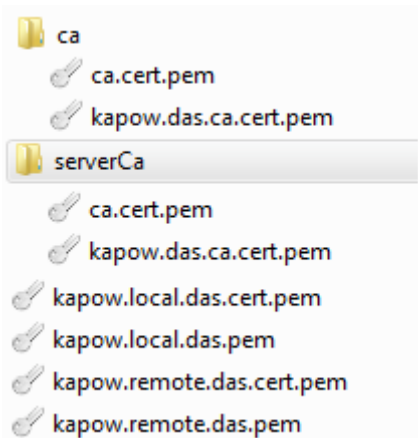 ca
ca.cert.pem
kapow.das.ca.cert.pem
serverCa
ca.cert.pem
kapow.das.ca.cert.pem
kapow.local.das.cert.pem
kapow.local.das.pem
kapow.remote.das.cert.pem
kapow.remote.das.pem